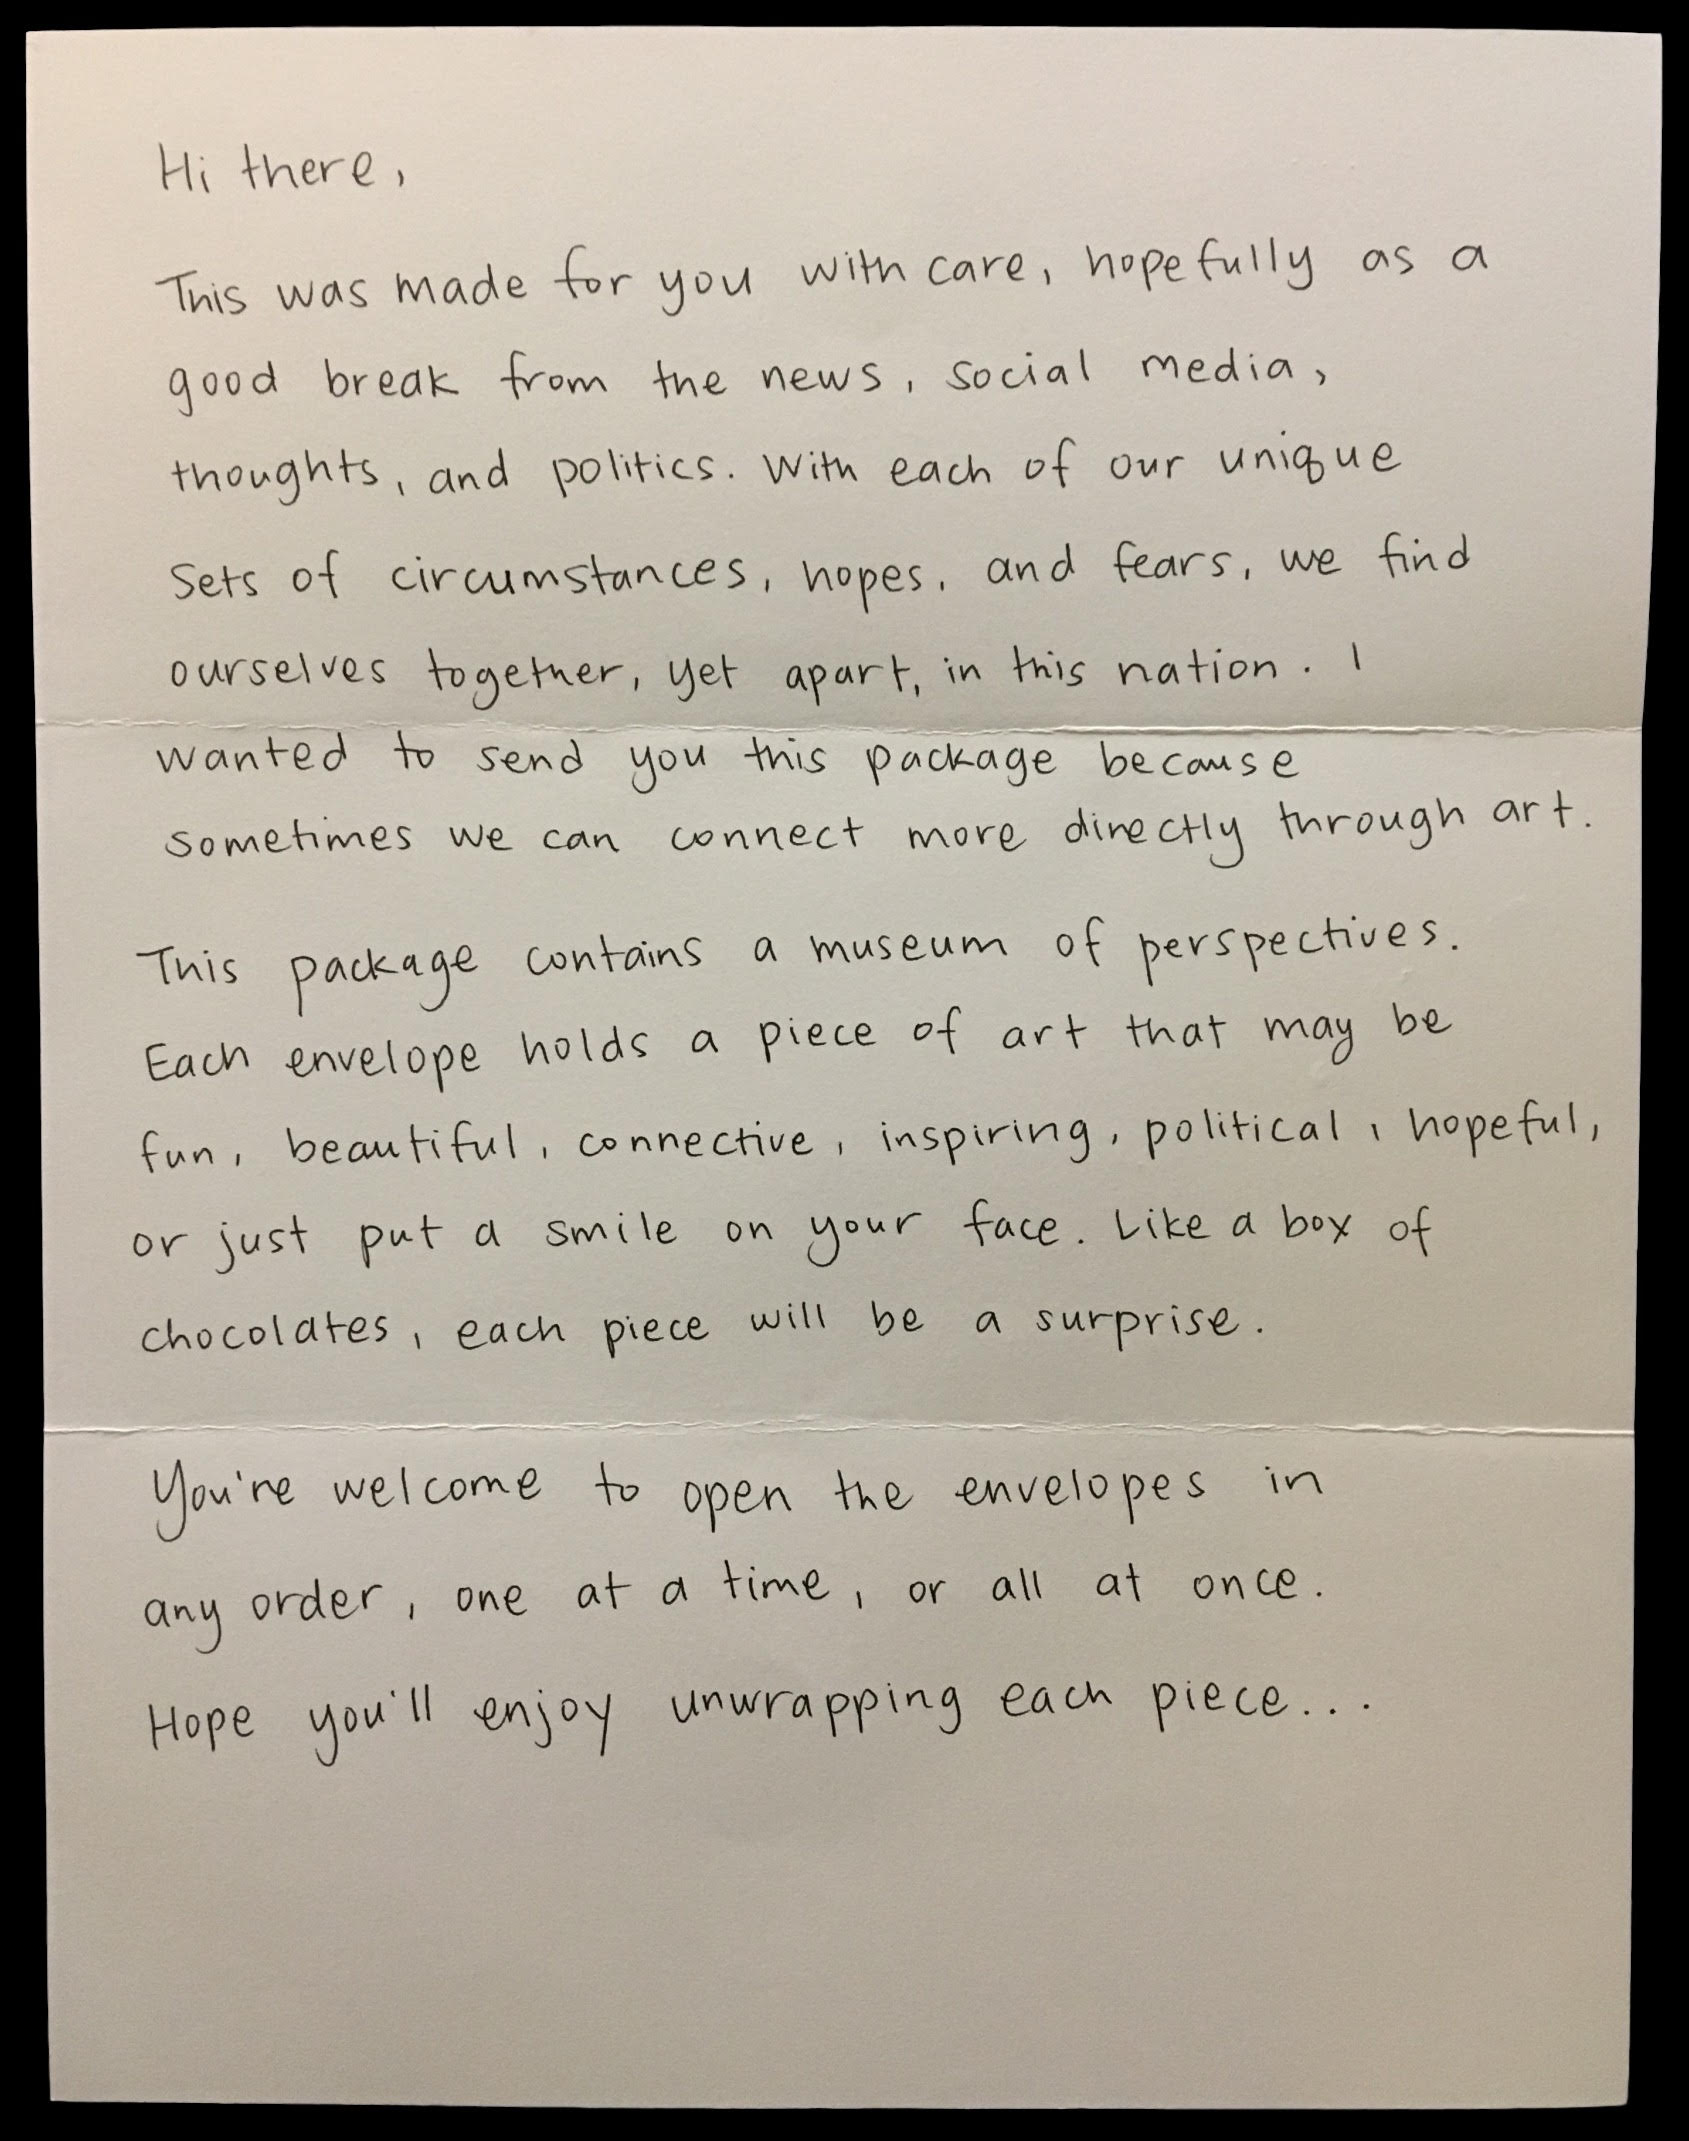 Hi there,
This was made for you with care, hopefully as a
good break from the news, social media,
thoughts, and politics. With each of our unique
sets of circumstances, hopes, and fears, we find
ourselves together, yet apart, in this nation. I
wanted to send you this package because
sometimes we can connect more directly through art.
This package contains a museum of perspectives.
Each envelope holds a piece of art that may be
fun, beautiful, connective, inspiring, political, hopeful,
or just put a smile on your face. Like a box of
chocolates, each piece will be a surprise.
You're welcome to open the envelopes in
any order, one at a time, or all at once.
Hope you'll enjoy unwrapping each piece...